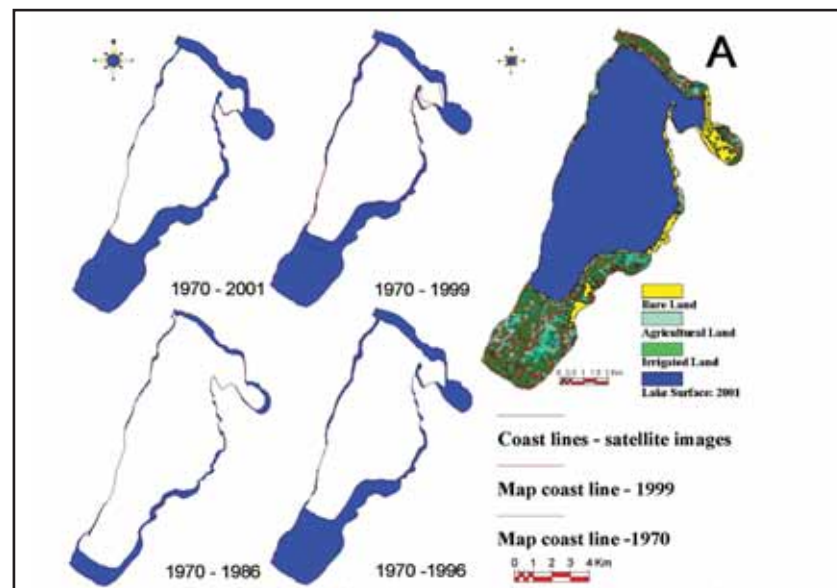 A
1970 - 2001
1970 - 1999
Bare Land
Agricultural Land
Irrigated Land
Lake Surface: 2001
Coast lines - satellite images
Map coast line - 1999
Map coast line -1970
1970 - 1986
1970 -1996
0 1 2 3 4 Km